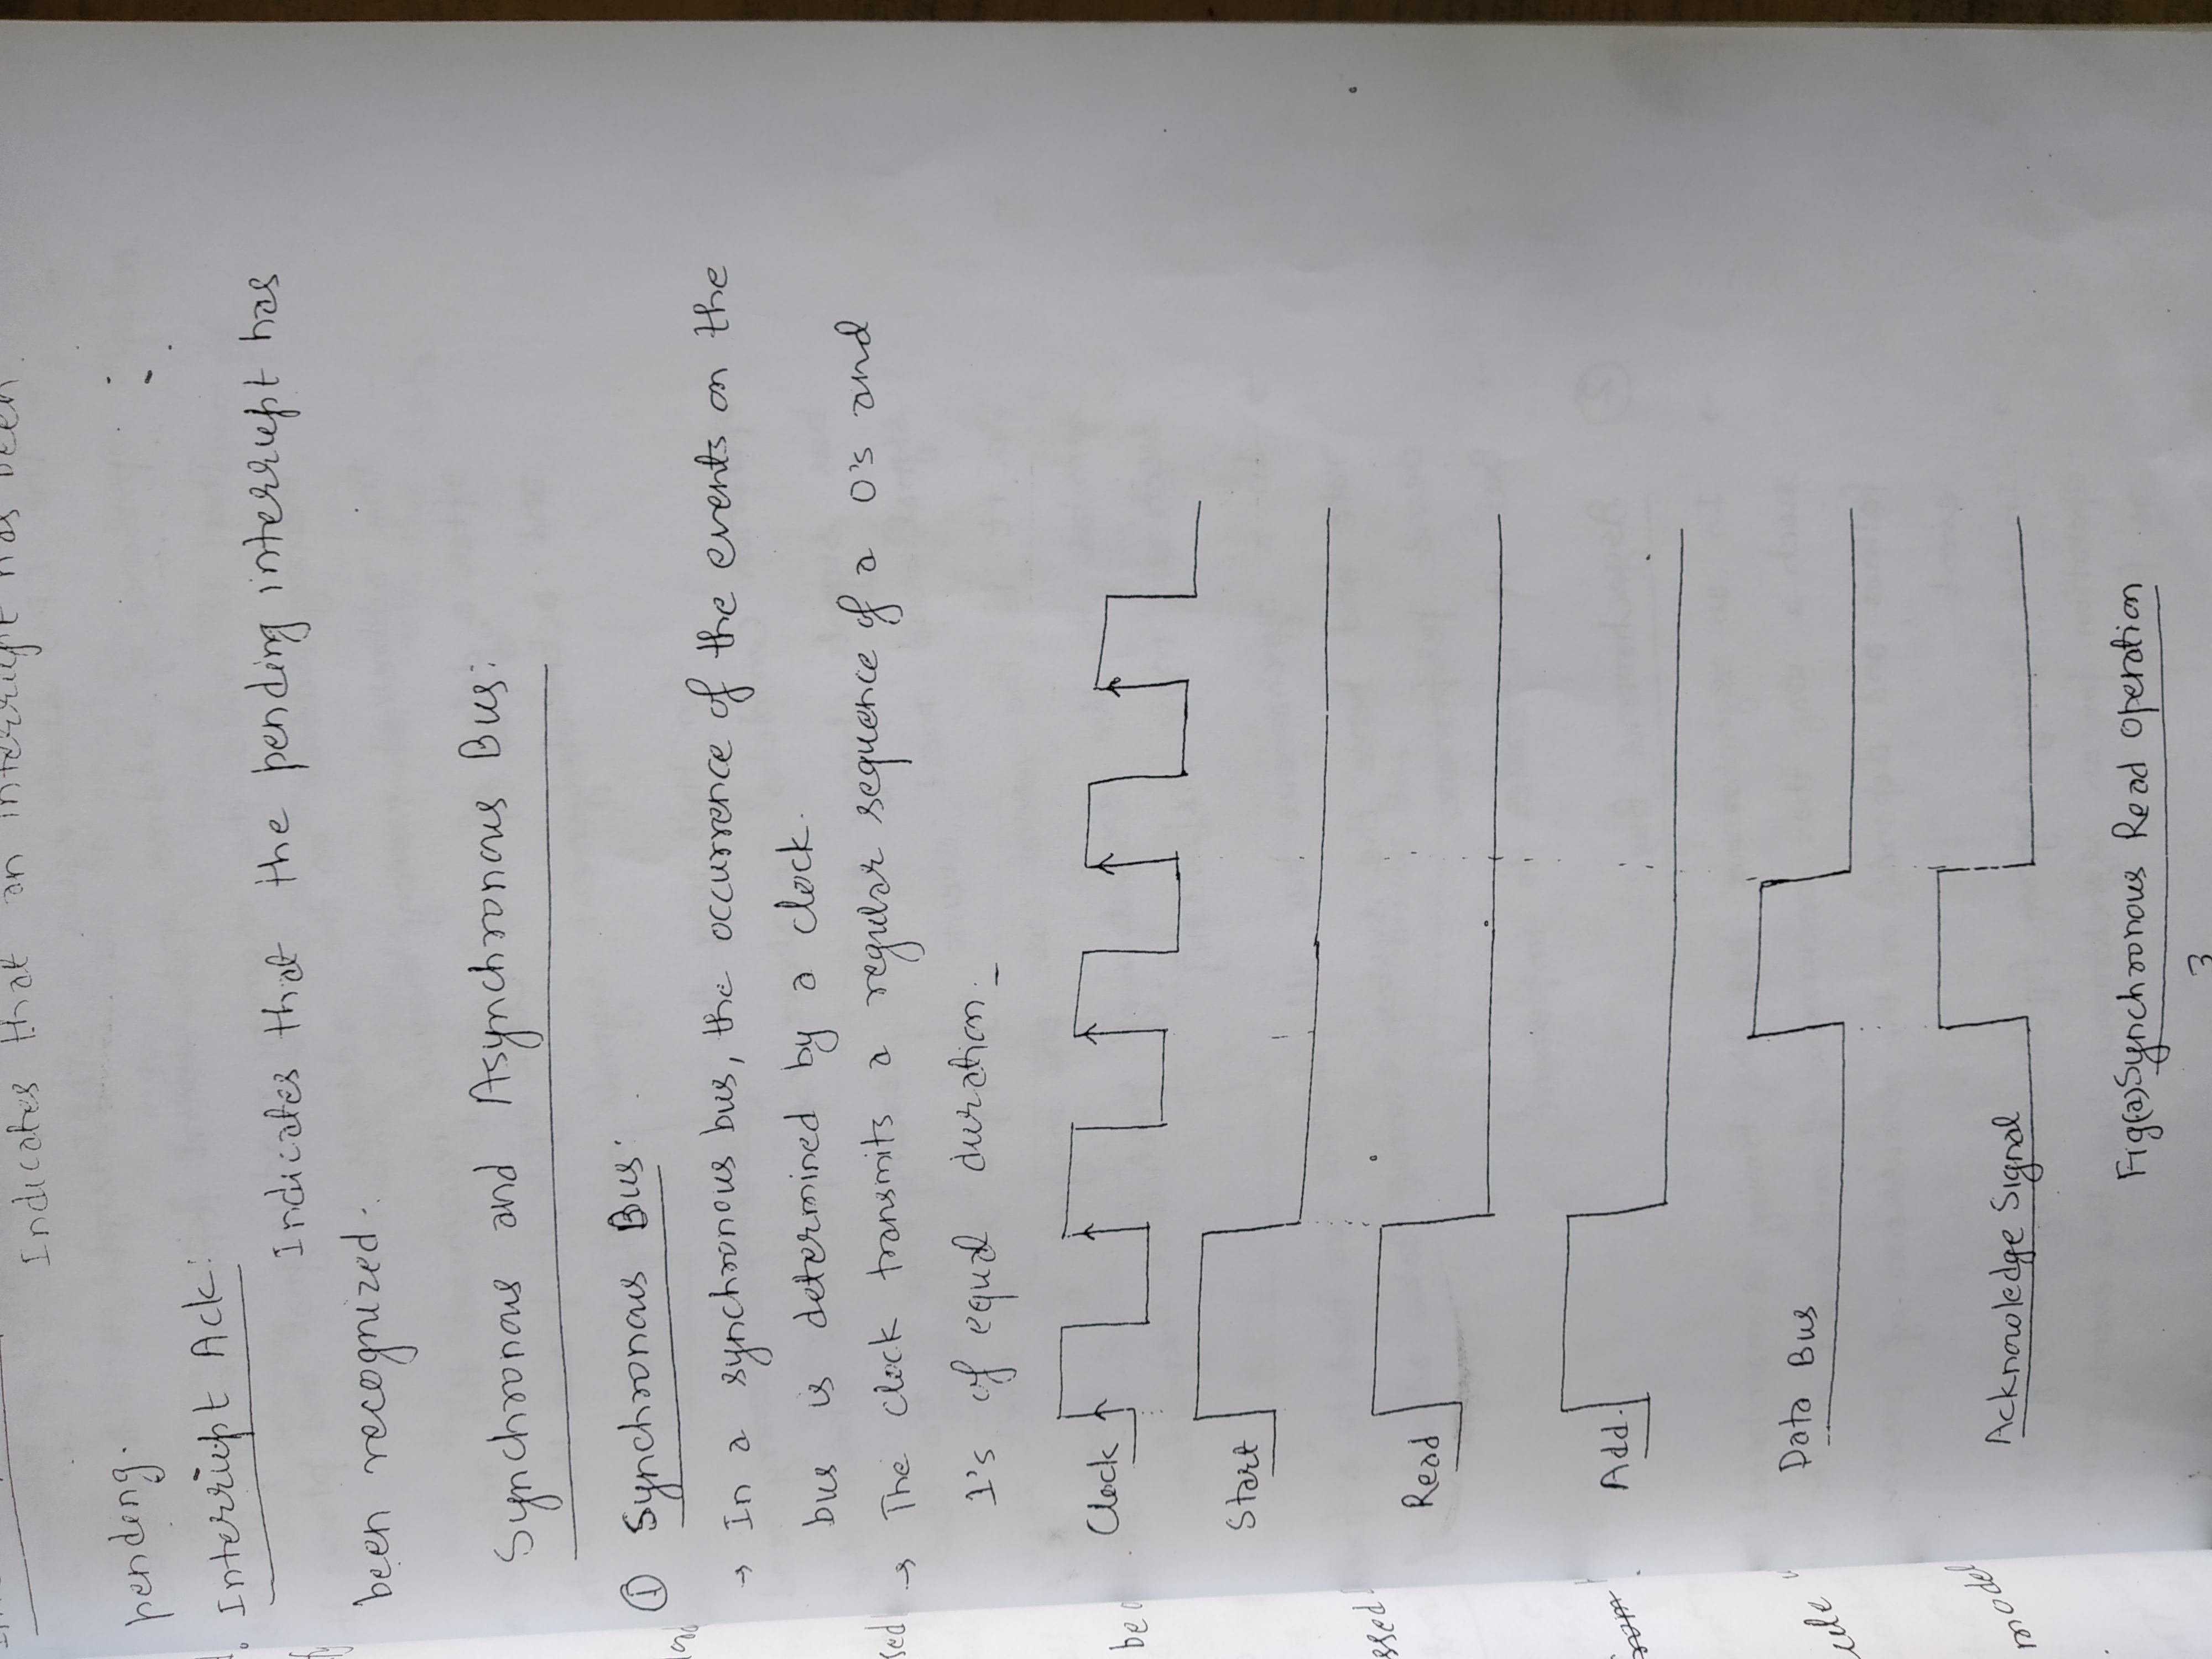 Indicates that an interrupt has been
pending.
Interrupt Ack:
Indicates that the pending interrupt has
been recognized.
Synchronous and Asynchronous Bus:
① Synchronous Bus:
→ In a synchronous bus, the occurrence of the events on the
bus is determined by a clock.
→ The clock transmits a regular sequence of a 0's and
1's of equal duration.
Clock
Start
Read
Add.
Data Bus
Acknowledge Signal
Fig(a) Synchronous Read operation
3